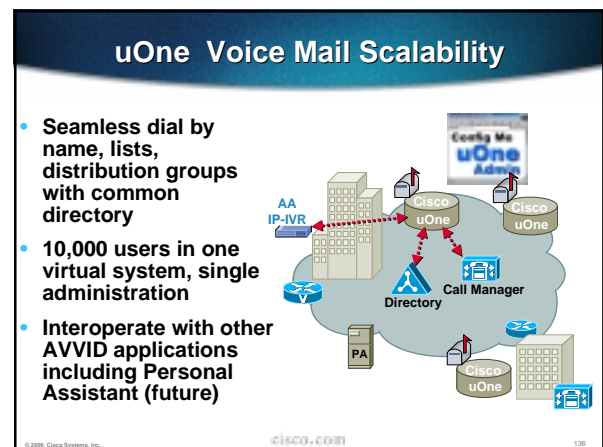 uOne Voice Mail Scalability
• Seamless dial by
name, lists,
distribution groups
with common
directory
• 10,000 users in one
virtual system, single
administration
• Interoperate with other
AVVID applications
including Personal
Assistant (future)
Config Me
uOne
Admin
AA
IP-IVR
Cisco
uOne
Cisco
uOne
Directory
Call Manager
V
PA
Cisco
uOne
© 2000, Cisco Systems, Inc.
cisco.com
136